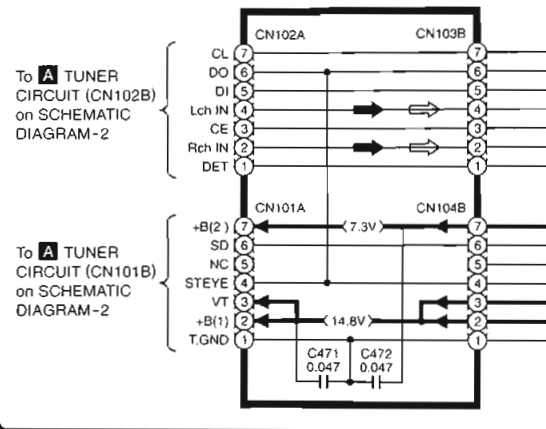 CN102A
CN103B
To A TUNER
CIRCUIT (CN102B)
on SCHEMATIC
DIAGRAM-2
CL 7 7
DO 6 6
DI 5 5
Lch IN 4 4
CE 3 3
Rch IN 2 2
DET 1 1
CN101A
CN104B
To A TUNER
CIRCUIT (CN101B)
on SCHEMATIC
DIAGRAM-2
+B(2) 7 7.3V 7
SD 6 6
NC 5 5
STEYE 4 4
VT 3 3
+B(1) 2 14.8V 2
T.GND 1 1
C471
0.047
C472
0.047